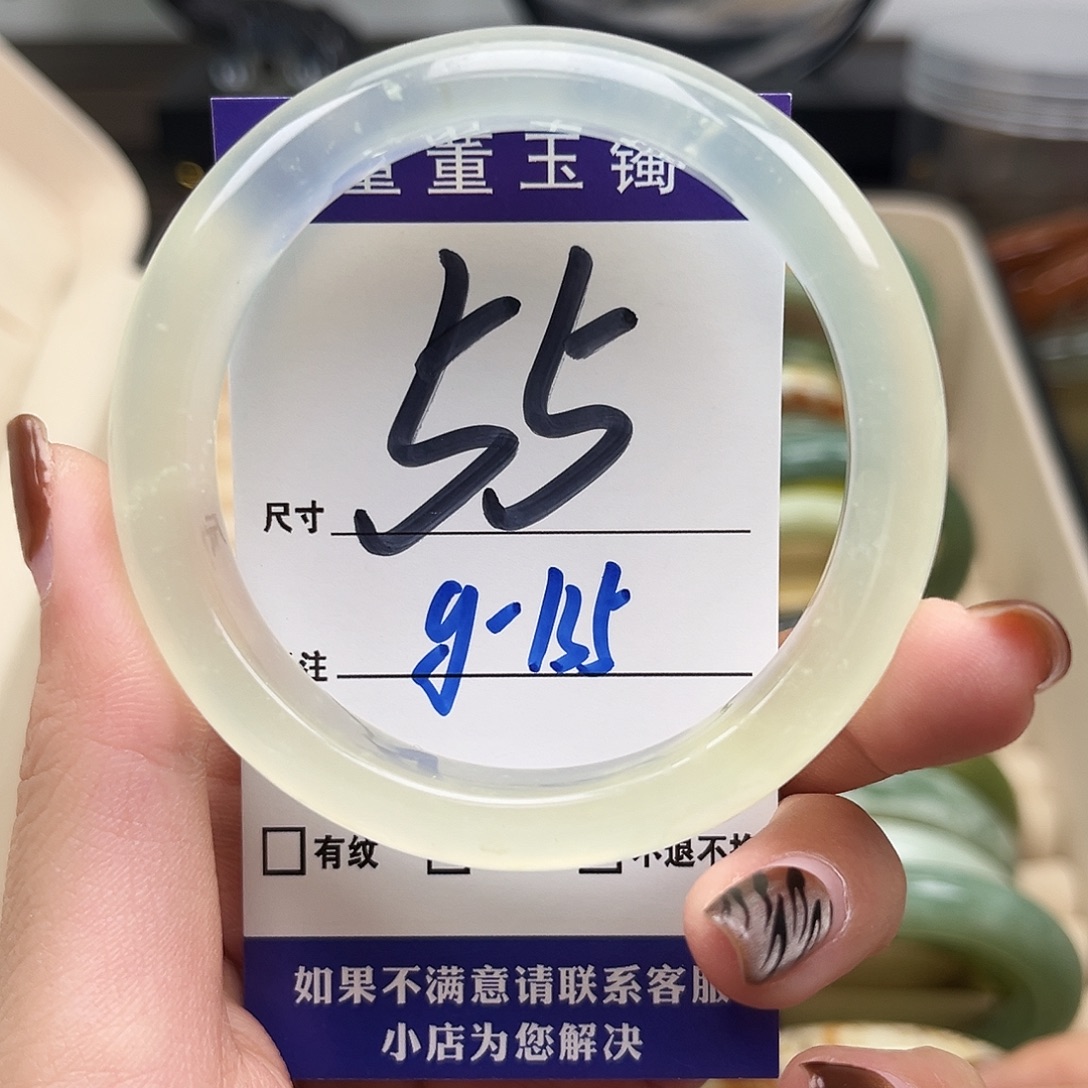 董董玉镯
55
尺寸
g-135
注
有纹 不退不换
如果不满意请联系客服
小店为您解决